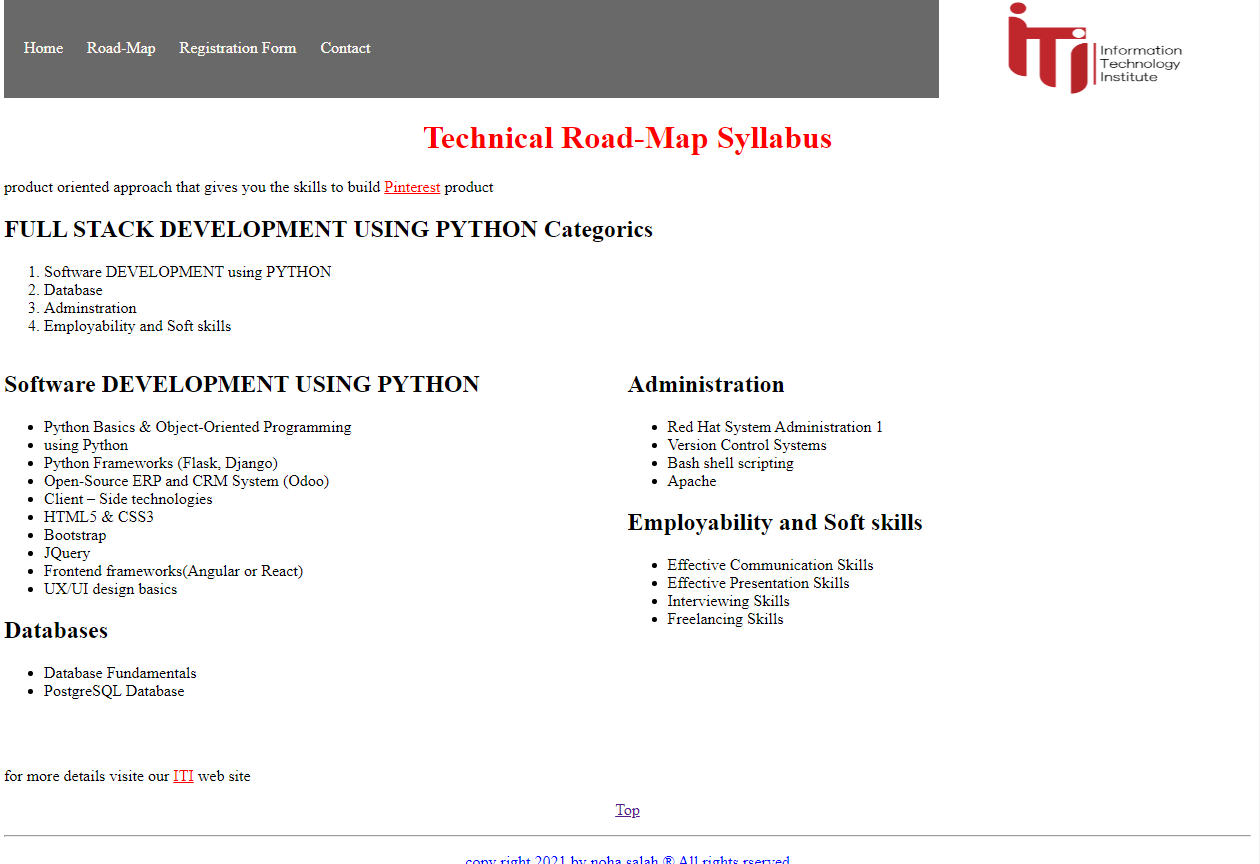 Home Road-Map Registration Form Contact
iTi
Information
Technology
Institute
Technical Road-Map Syllabus
product oriented approach that gives you the skills to build Pinterest product
FULL STACK DEVELOPMENT USING PYTHON Categorics
1. Software DEVELOPMENT using PYTHON
2. Database
3. Adminstration
4. Employability and Soft skills
Software DEVELOPMENT USING PYTHON
• Python Basics & Object-Oriented Programming
• using Python
• Python Frameworks (Flask, Django)
• Open-Source ERP and CRM System (Odoo)
• Client – Side technologies
• HTML5 & CSS3
• Bootstrap
• JQuery
• Frontend frameworks(Angular or React)
• UX/UI design basics
Databases
• Database Fundamentals
• PostgreSQL Database
Administration
• Red Hat System Administration 1
• Version Control Systems
• Bash shell scripting
• Apache
Employability and Soft skills
• Effective Communication Skills
• Effective Presentation Skills
• Interviewing Skills
• Freelancing Skills
for more details visite our ITI web site
Top
copy right 2021 by noha salah ® All rights rserved